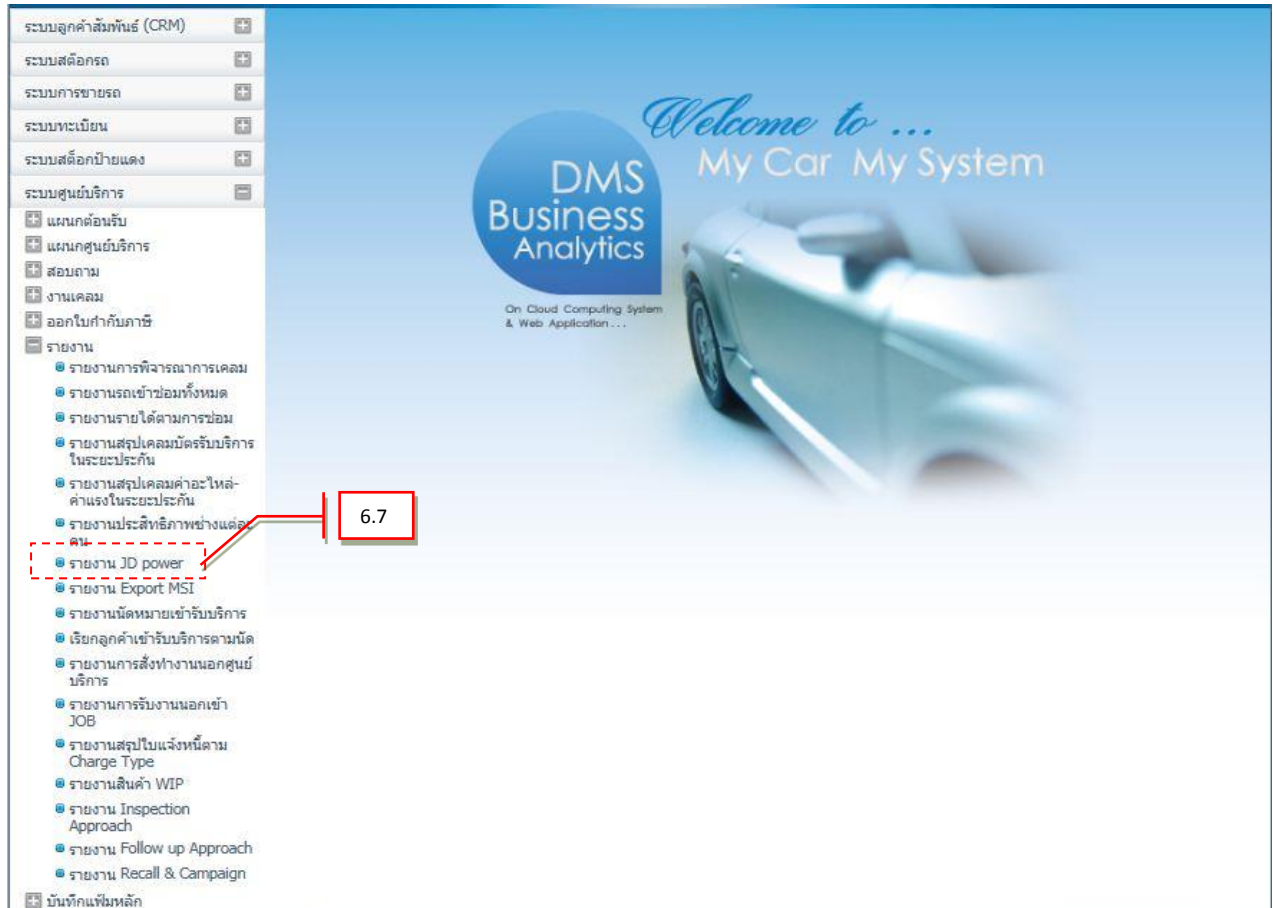 ระบบลูกค้าสัมพันธ์ (CRM)
ระบบสต๊อกรถ
ระบบการขายรถ
ระบบทะเบียน
ระบบสต็อกป้ายแดง
ระบบศูนย์บริการ
แผนกต้อนรับ
แผนกศูนย์บริการ
สอบถาม
งานเคลม
ออกใบกำกับภาษี
รายงาน
รายงานการพิจารณาการเคลม
รายงานรถเข้าซ่อมทั้งหมด
รายงานรายได้ตามการซ่อม
รายงานสรุปเคลมบัตรรับบริการ
ในระยะประกัน
รายงานสรุปเคลมค่าอะไหล่-
ค่าแรงในระยะประกัน
รายงานประสิทธิภาพช่างแต่ละ
คน
รายงาน JD power
รายงาน Export MSI
รายงานนัดหมายเข้ารับบริการ
เรียกลูกค้าเข้ารับบริการตามนัด
รายงานการสั่งทำงานนอกศูนย์
บริการ
รายงานการรับงานนอกเข้า
JOB
รายงานสรุปใบแจ้งหนี้ตาม
Charge Type
รายงานสินค้า WIP
รายงาน Inspection
Approach
รายงาน Follow up Approach
รายงาน Recall & Campaign
บันทึกแฟ้มหลัก
6.7
Welcome to ...
My Car My System
DMS
Business
Analytics
On Cloud Computing System
& Web Application...